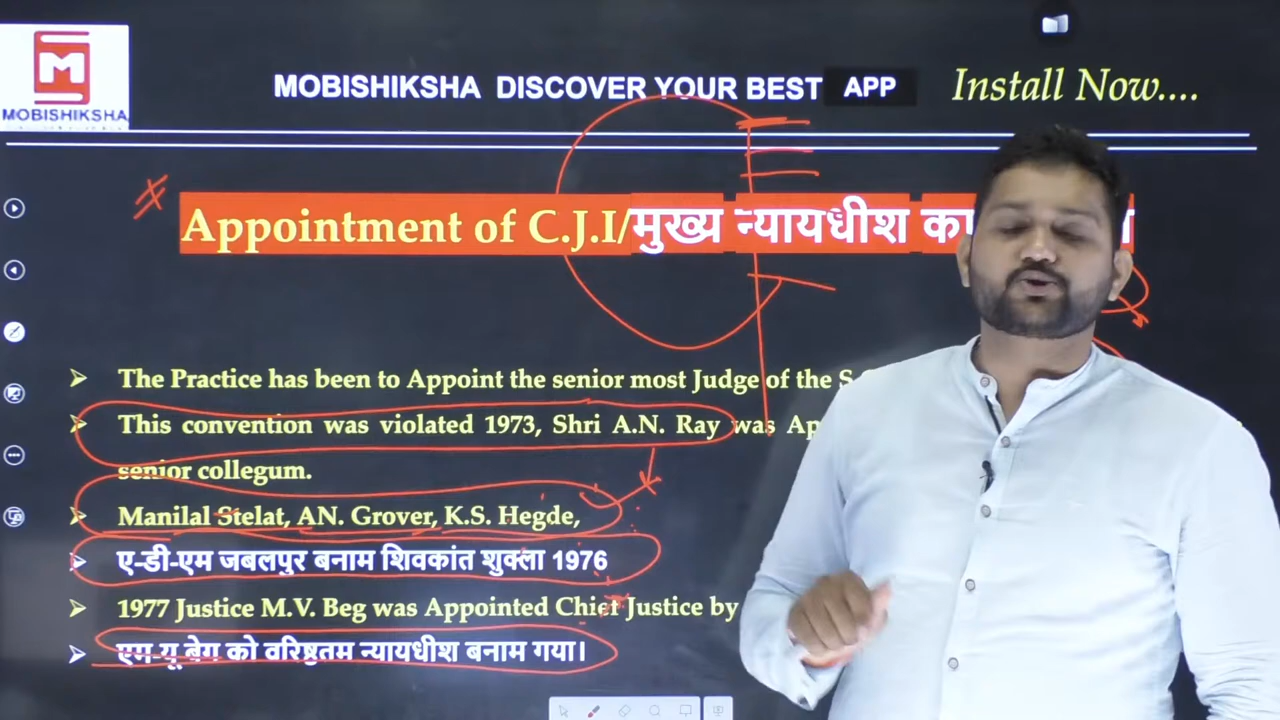 M
MOBISHIKSHA
MOBISHIKSHA DISCOVER YOUR BEST APP
Install Now....
Appointment of C.J.I/मुख्य न्यायधीश का
The Practice has been to Appoint the senior most Judge of the S.
This convention was violated 1973, Shri A.N. Ray was Ap
senior collegum.
Manilal Stelat, AN. Grover, K.S. Hegde,
ए-डी-एम जबलपुर बनाम शिवकांत शुक्ला 1976
1977 Justice M.V. Beg was Appointed Chief Justice by
एम-यू बेग को वरिष्ठतम न्यायधीश बनाम गया।